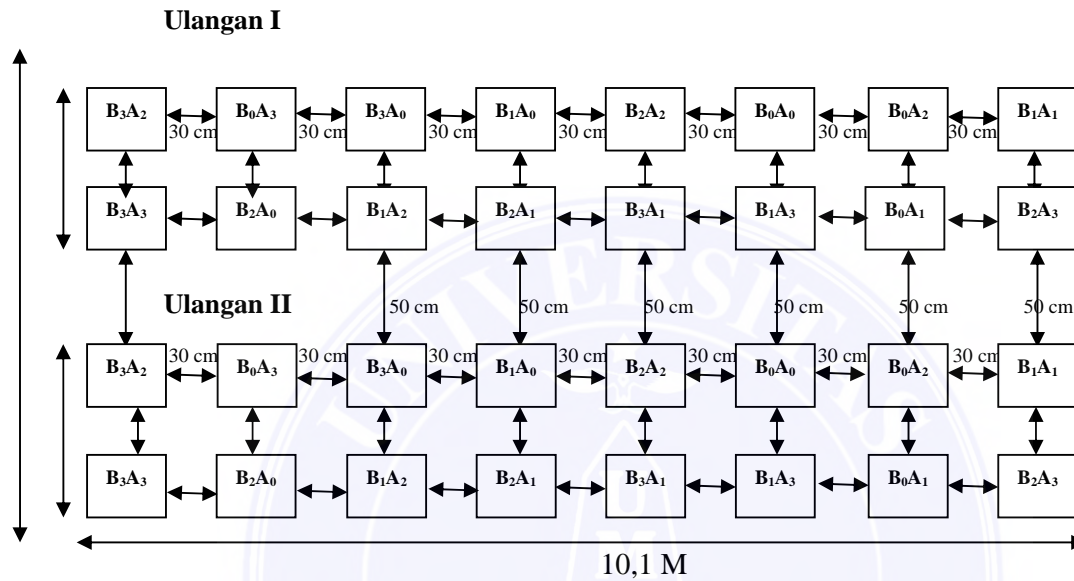 Ulangan I
B₃A₂ B₀A₃ B₃A₀ B₁A₀ B₂A₂ B₀A₀ B₀A₂ B₁A₁
30 cm 30 cm 30 cm 30 cm 30 cm 30 cm 30 cm
B₃A₃ B₂A₀ B₁A₂ B₂A₁ B₃A₁ B₁A₃ B₀A₁ B₂A₃
Ulangan II
50 cm 50 cm 50 cm 50 cm 50 cm 50 cm
30 cm 30 cm 30 cm 30 cm 30 cm 30 cm 30 cm
B₃A₂ B₀A₃ B₃A₀ B₁A₀ B₂A₂ B₀A₀ B₀A₂ B₁A₁
B₃A₃ B₂A₀ B₁A₂ B₂A₁ B₃A₁ B₁A₃ B₀A₁ B₂A₃
10,1 M
UNIVERSITAS
U
M